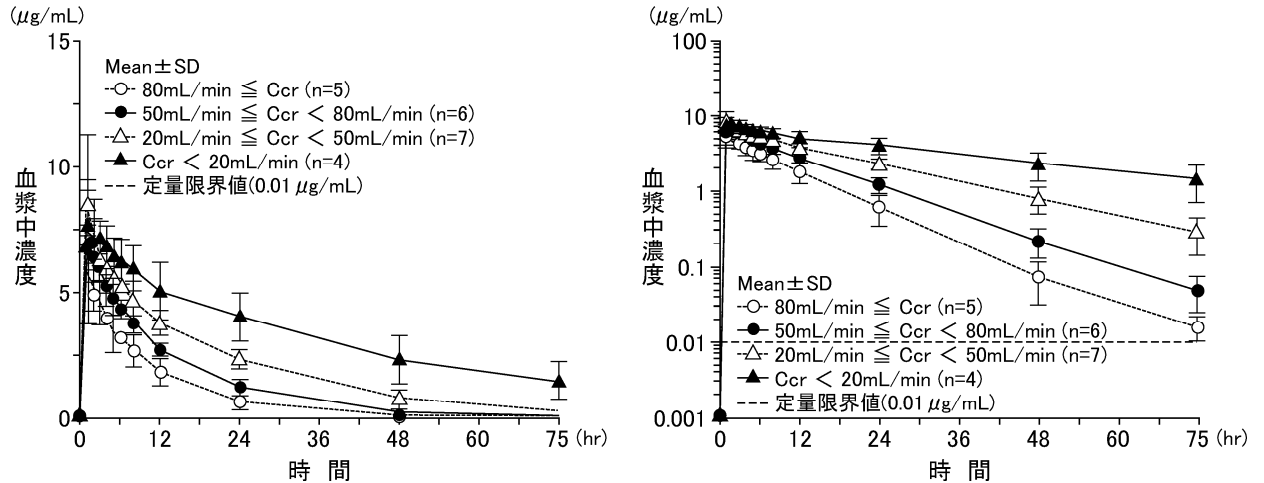 (μg/mL)
15
10
5
0
血漿中濃度
Mean±SD
80mL/min ≦ Ccr (n=5)
50mL/min ≦ Ccr < 80mL/min (n=6)
20mL/min ≦ Ccr < 50mL/min (n=7)
Ccr < 20mL/min (n=4)
定量限界値(0.01μg/mL)
0 12 24 36 48 60 75 (hr)
時 間
(μg/mL)
100
10
1
0.1
0.01
0.001
血漿中濃度
Mean±SD
80mL/min ≦ Ccr (n=5)
50mL/min ≦ Ccr < 80mL/min (n=6)
20mL/min ≦ Ccr < 50mL/min (n=7)
Ccr < 20mL/min (n=4)
定量限界値(0.01μg/mL)
0 12 24 36 48 60 75 (hr)
時 間